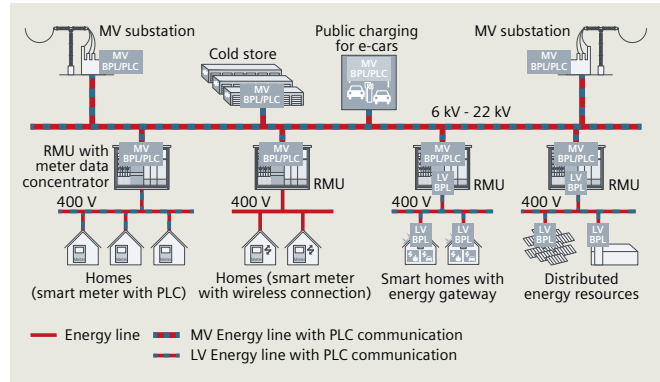 MV substation
MV
BPL/PLC
Cold store
MV
BPL/PLC
Public charging
for e-cars
MV
BPL/PLC
MV substation
MV
BPL/PLC
6 kV - 22 kV
RMU with
meter data
concentrator
MV
BPL/PLC
MV
BPL/PLC
RMU
MV
BPL/PLC
LV
BPL
RMU
MV
BPL/PLC
LV
BPL
RMU
400 V
400 V
400 V
400 V
LV
BPL
LV
BPL
LV
BPL
LV
BPL
Homes
(smart meter with PLC)
Homes (smart meter
with wireless connection)
Smart homes with
energy gateway
Distributed
energy resources
Energy line
MV Energy line with PLC communication
LV Energy line with PLC communication